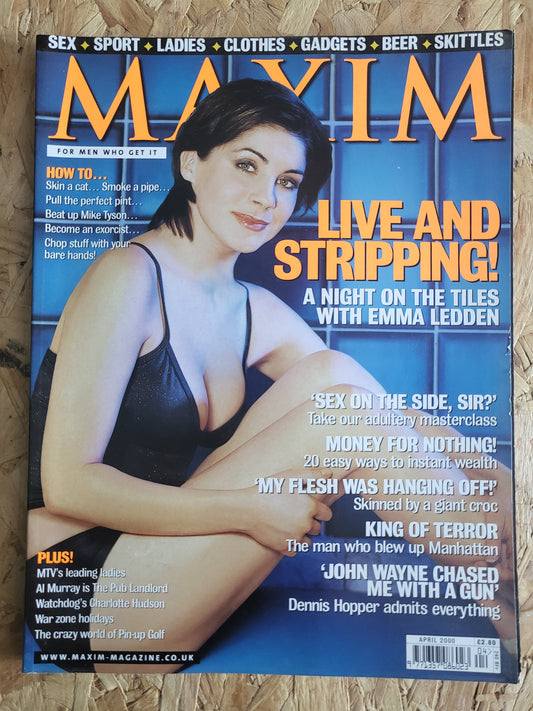 SEX ✦ SPORT ✦ LADIES ✦ CLOTHES ✦ GADGETS ✦ BEER ✦ SKITTLES
MAXIM
FOR MEN WHO GET IT
HOW TO...
Skin a cat... Smoke a pipe...
Pull the perfect pint...
Beat up Mike Tyson...
Become an exorcist...
Chop stuff with your
bare hands!
LIVE AND
STRIPPING!
A NIGHT ON THE TILES
WITH EMMA LEDDEN
'SEX ON THE SIDE, SIR?'
Take our adultery masterclass
MONEY FOR NOTHING!
20 easy ways to instant wealth
'MY FLESH WAS HANGING OFF!'
Skinned by a giant croc
KING OF TERROR
The man who blew up Manhattan
'JOHN WAYNE CHASED
ME WITH A GUN'
Dennis Hopper admits everything
PLUS!
MTV's leading ladies
Al Murray is The Pub Landlord
Watchdog's Charlotte Hudson
War zone holidays
The crazy world of Pin-up Golf
WWW.MAXIM-MAGAZINE.CO.UK
APRIL 2000 £2.80
04
9 771357 086023